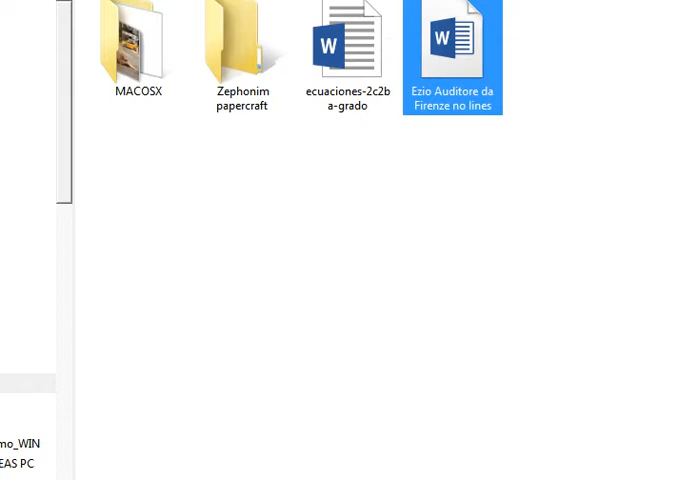 MACOSX
Zephonim
papercraft
ecuaciones-2c2b
a-grado
Ezio Auditore da
Firenze no lines
mo_WIN
EAS PC